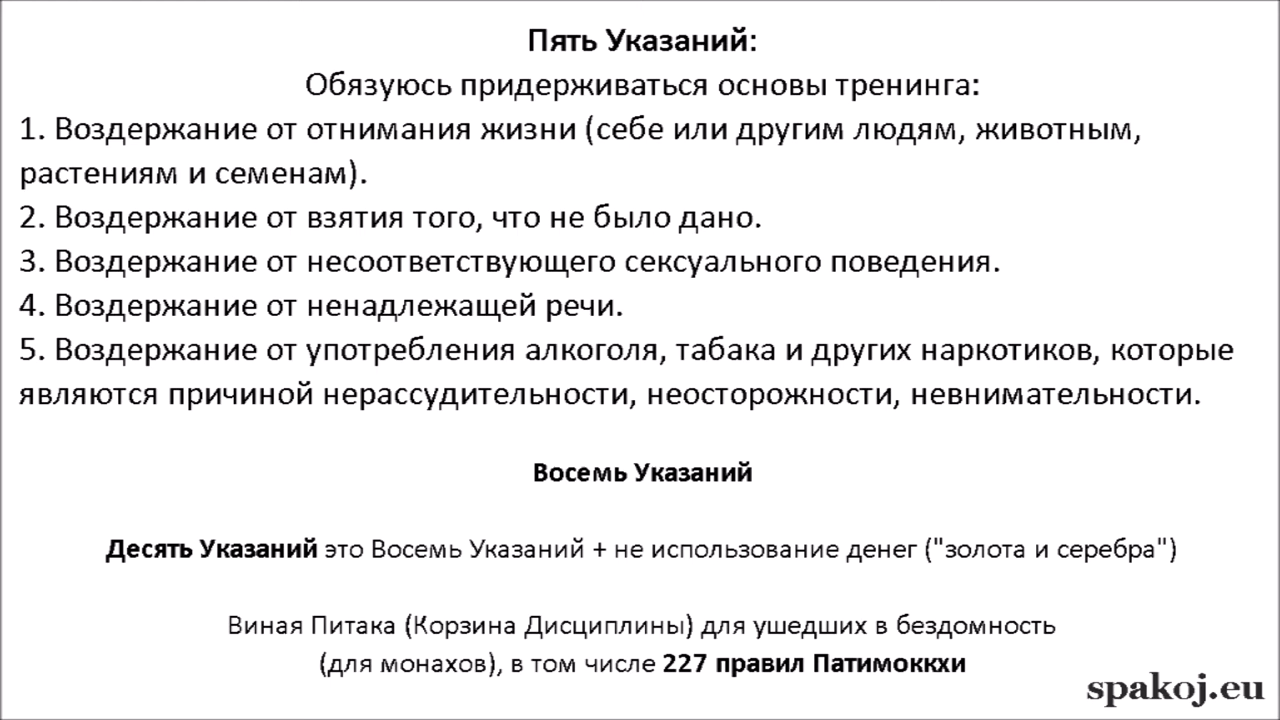 Пять Указаний:
Обязуюсь придерживаться основы тренинга:
1. Воздержание от отнимания жизни (себе или другим людям, животным,
растениям и семенам).
2. Воздержание от взятия того, что не было дано.
3. Воздержание от несоответствующего сексуального поведения.
4. Воздержание от ненадлежащей речи.
5. Воздержание от употребления алкоголя, табака и других наркотиков, которые
являются причиной нерассудительности, неосторожности, невнимательности.
Восемь Указаний
Десять Указаний это Восемь Указаний + не использование денег ("золота и серебра")
Виная Питака (Корзина Дисциплины) для ушедших в бездомность
(для монахов), в том числе 227 правил Патимоккхи
spakoj.eu